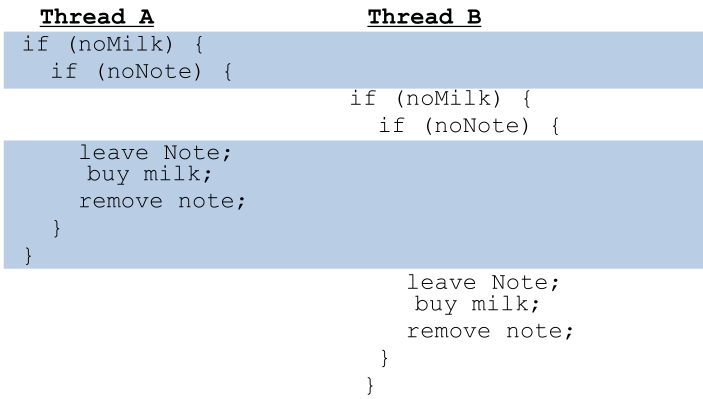 Thread A Thread B
if (noMilk) {
if (noNote) {
if (noMilk) {
if (noNote) {
leave Note;
buy milk;
remove note;
}
}
leave Note;
buy milk;
remove note;
}
}